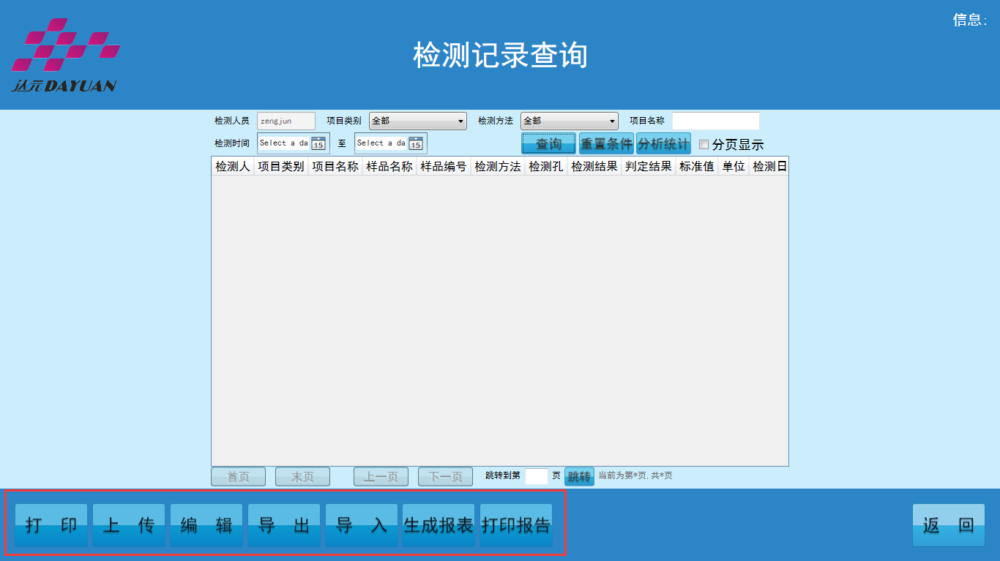 信息:
达元DAYUAN
检测记录查询
检测人员 zengjun 项目类别 全部 检测方法 全部 项目名称
检测时间 Select a da 15 至 Select a da 15 查询 重置条件 分析统计 分页显示
检测人 项目类别 项目名称 样品名称 样品编号 检测方法 检测孔 检测结果 判定结果 标准值 单位 检测日
首页 末页 上一页 下一页 跳转到第 页 跳转 当前为第*页,共*页
打 印 上 传 编 辑 导 出 导 入 生成报表 打印报告 返 回